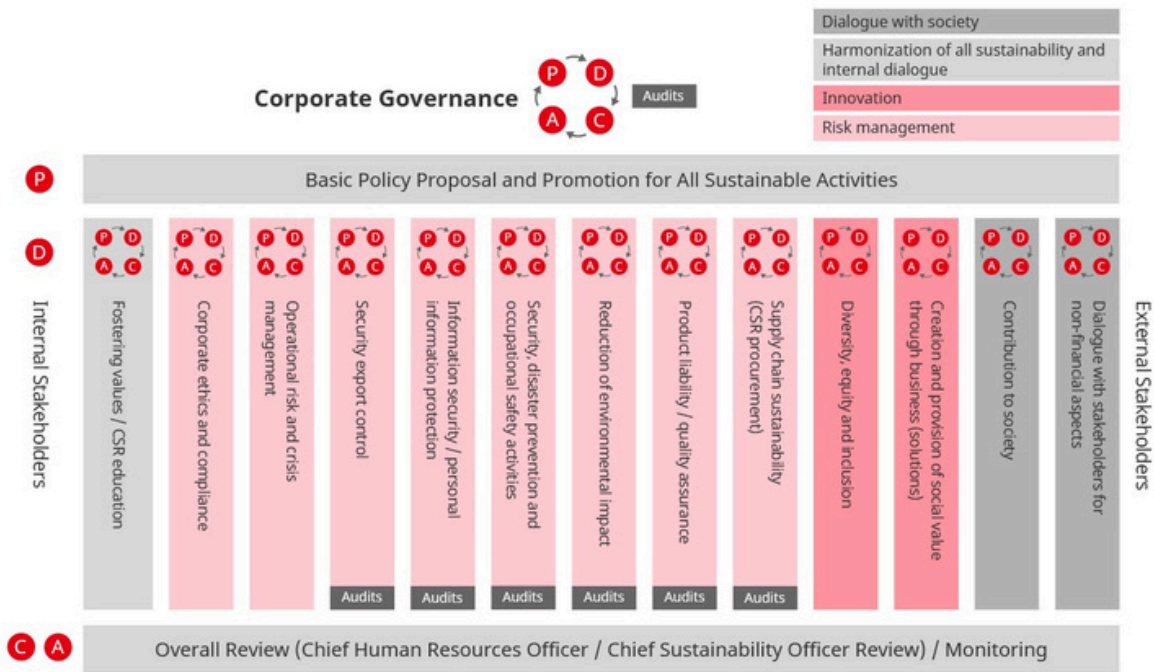 Dialogue with society
Harmonization of all sustainability and
internal dialogue
Innovation
Risk management
Corporate Governance
P D
A C
Audits
P
Basic Policy Proposal and Promotion for All Sustainable Activities
D
Internal Stakeholders
P D
A C
Fostering values / CSR education
P D
A C
Corporate ethics and compliance
P D
A C
Operational risk and crisis
management
P D
A C
Security export control
Audits
P D
A C
Information security / personal
information protection
Audits
P D
A C
Security, disaster prevention and
occupational safety activities
Audits
P D
A C
Reduction of environmental impact
Audits
P D
A C
Product liability / quality assurance
Audits
P D
A C
Supply chain sustainability
(CSR procurement)
Audits
P D
A C
Diversity, equity and inclusion
P D
A C
Creation and provision of social value
through business (solutions)
P D
A C
Contribution to society
P D
A C
Dialogue with stakeholders for
non-financial aspects
External Stakeholders
C A
Overall Review (Chief Human Resources Officer / Chief Sustainability Officer Review) / Monitoring